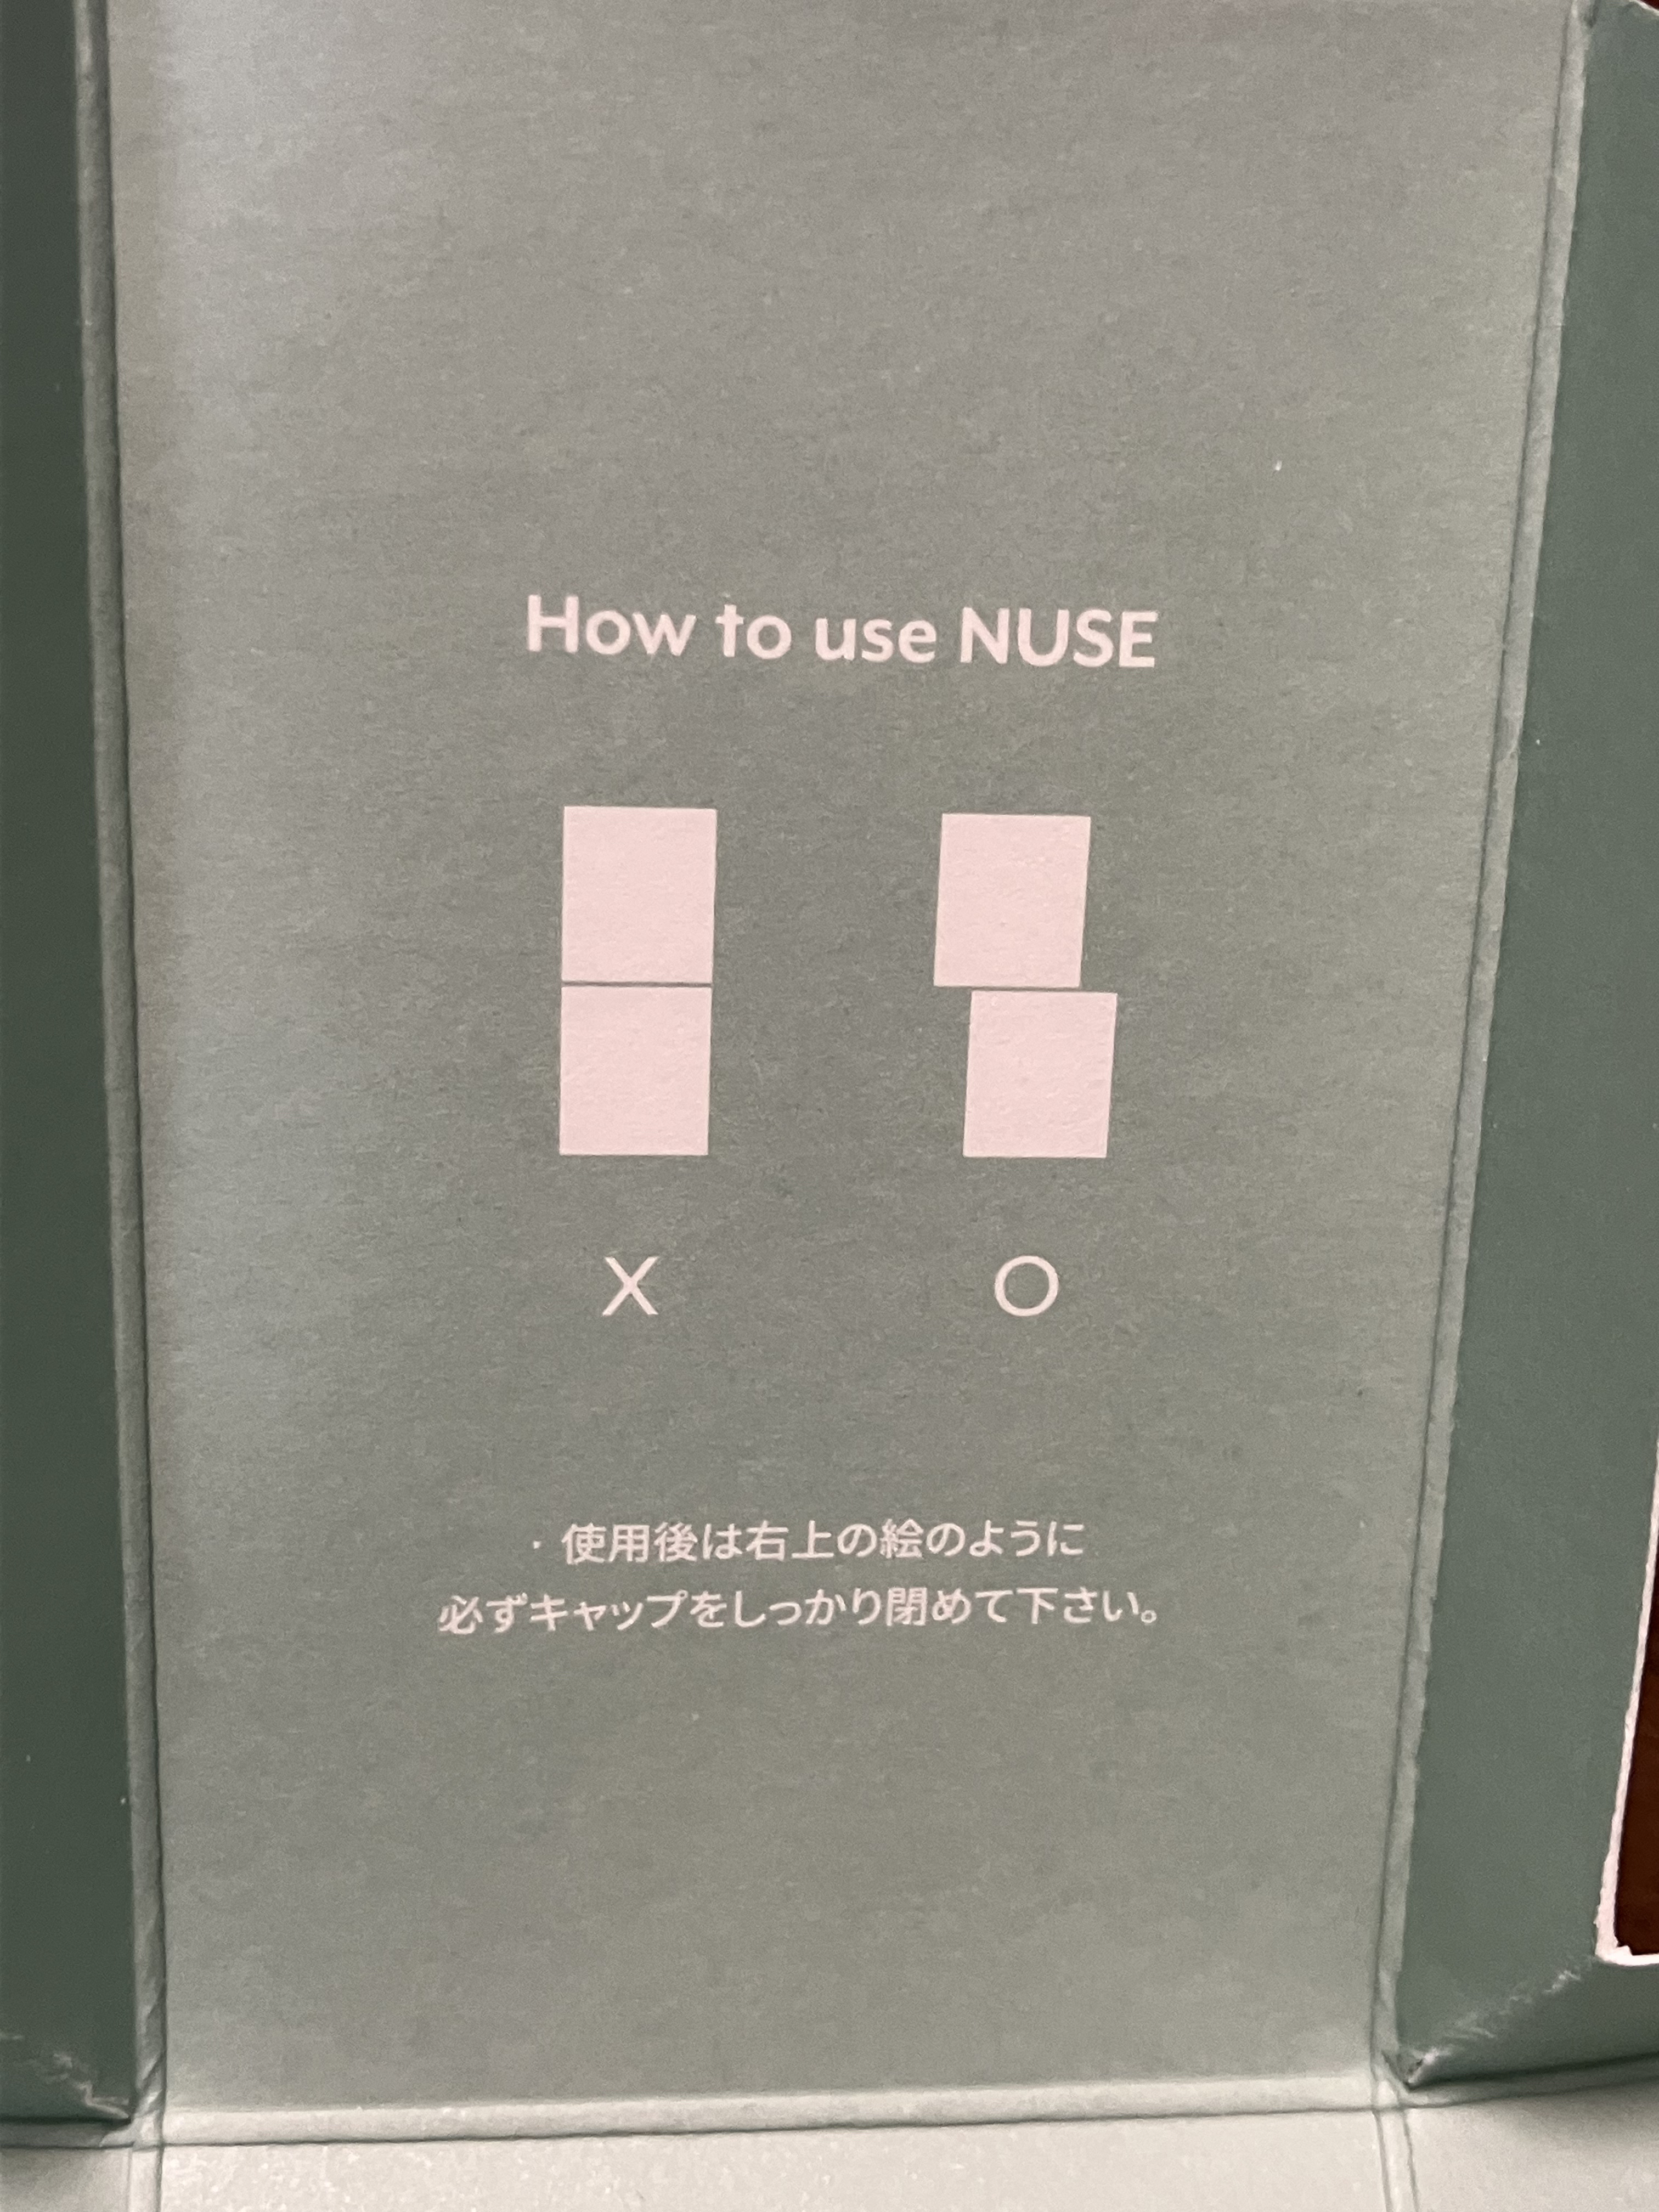 How to use NUSE
X O
· 使用後は右上の絵のように
必ずキャップをしっかり閉めて下さい。